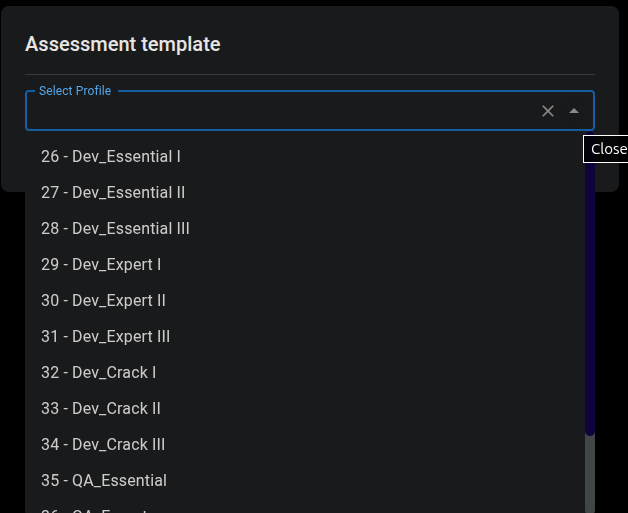 Assessment template
Select Profile
Close
26 - Dev_Essential I
27 - Dev_Essential II
28 - Dev_Essential III
29 - Dev_Expert I
30 - Dev_Expert II
31 - Dev_Expert III
32 - Dev_Crack I
33 - Dev_Crack II
34 - Dev_Crack III
35 - QA_Essential